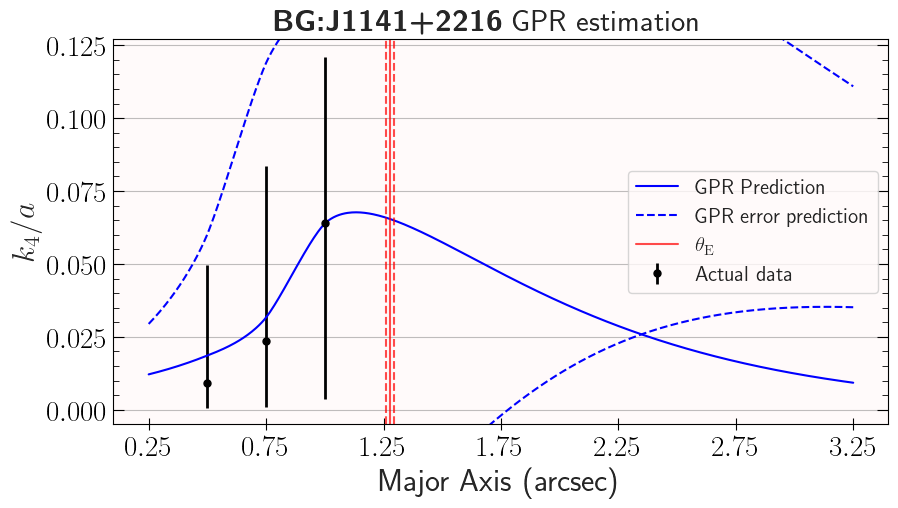 BG:J1141+2216 GPR estimation
0.125
0.100
0.075
0.050
0.025
0.000
k4/a
GPR Prediction
GPR error prediction
θE
Actual data
0.25 0.75 1.25 1.75 2.25 2.75 3.25
Major Axis (arcsec)